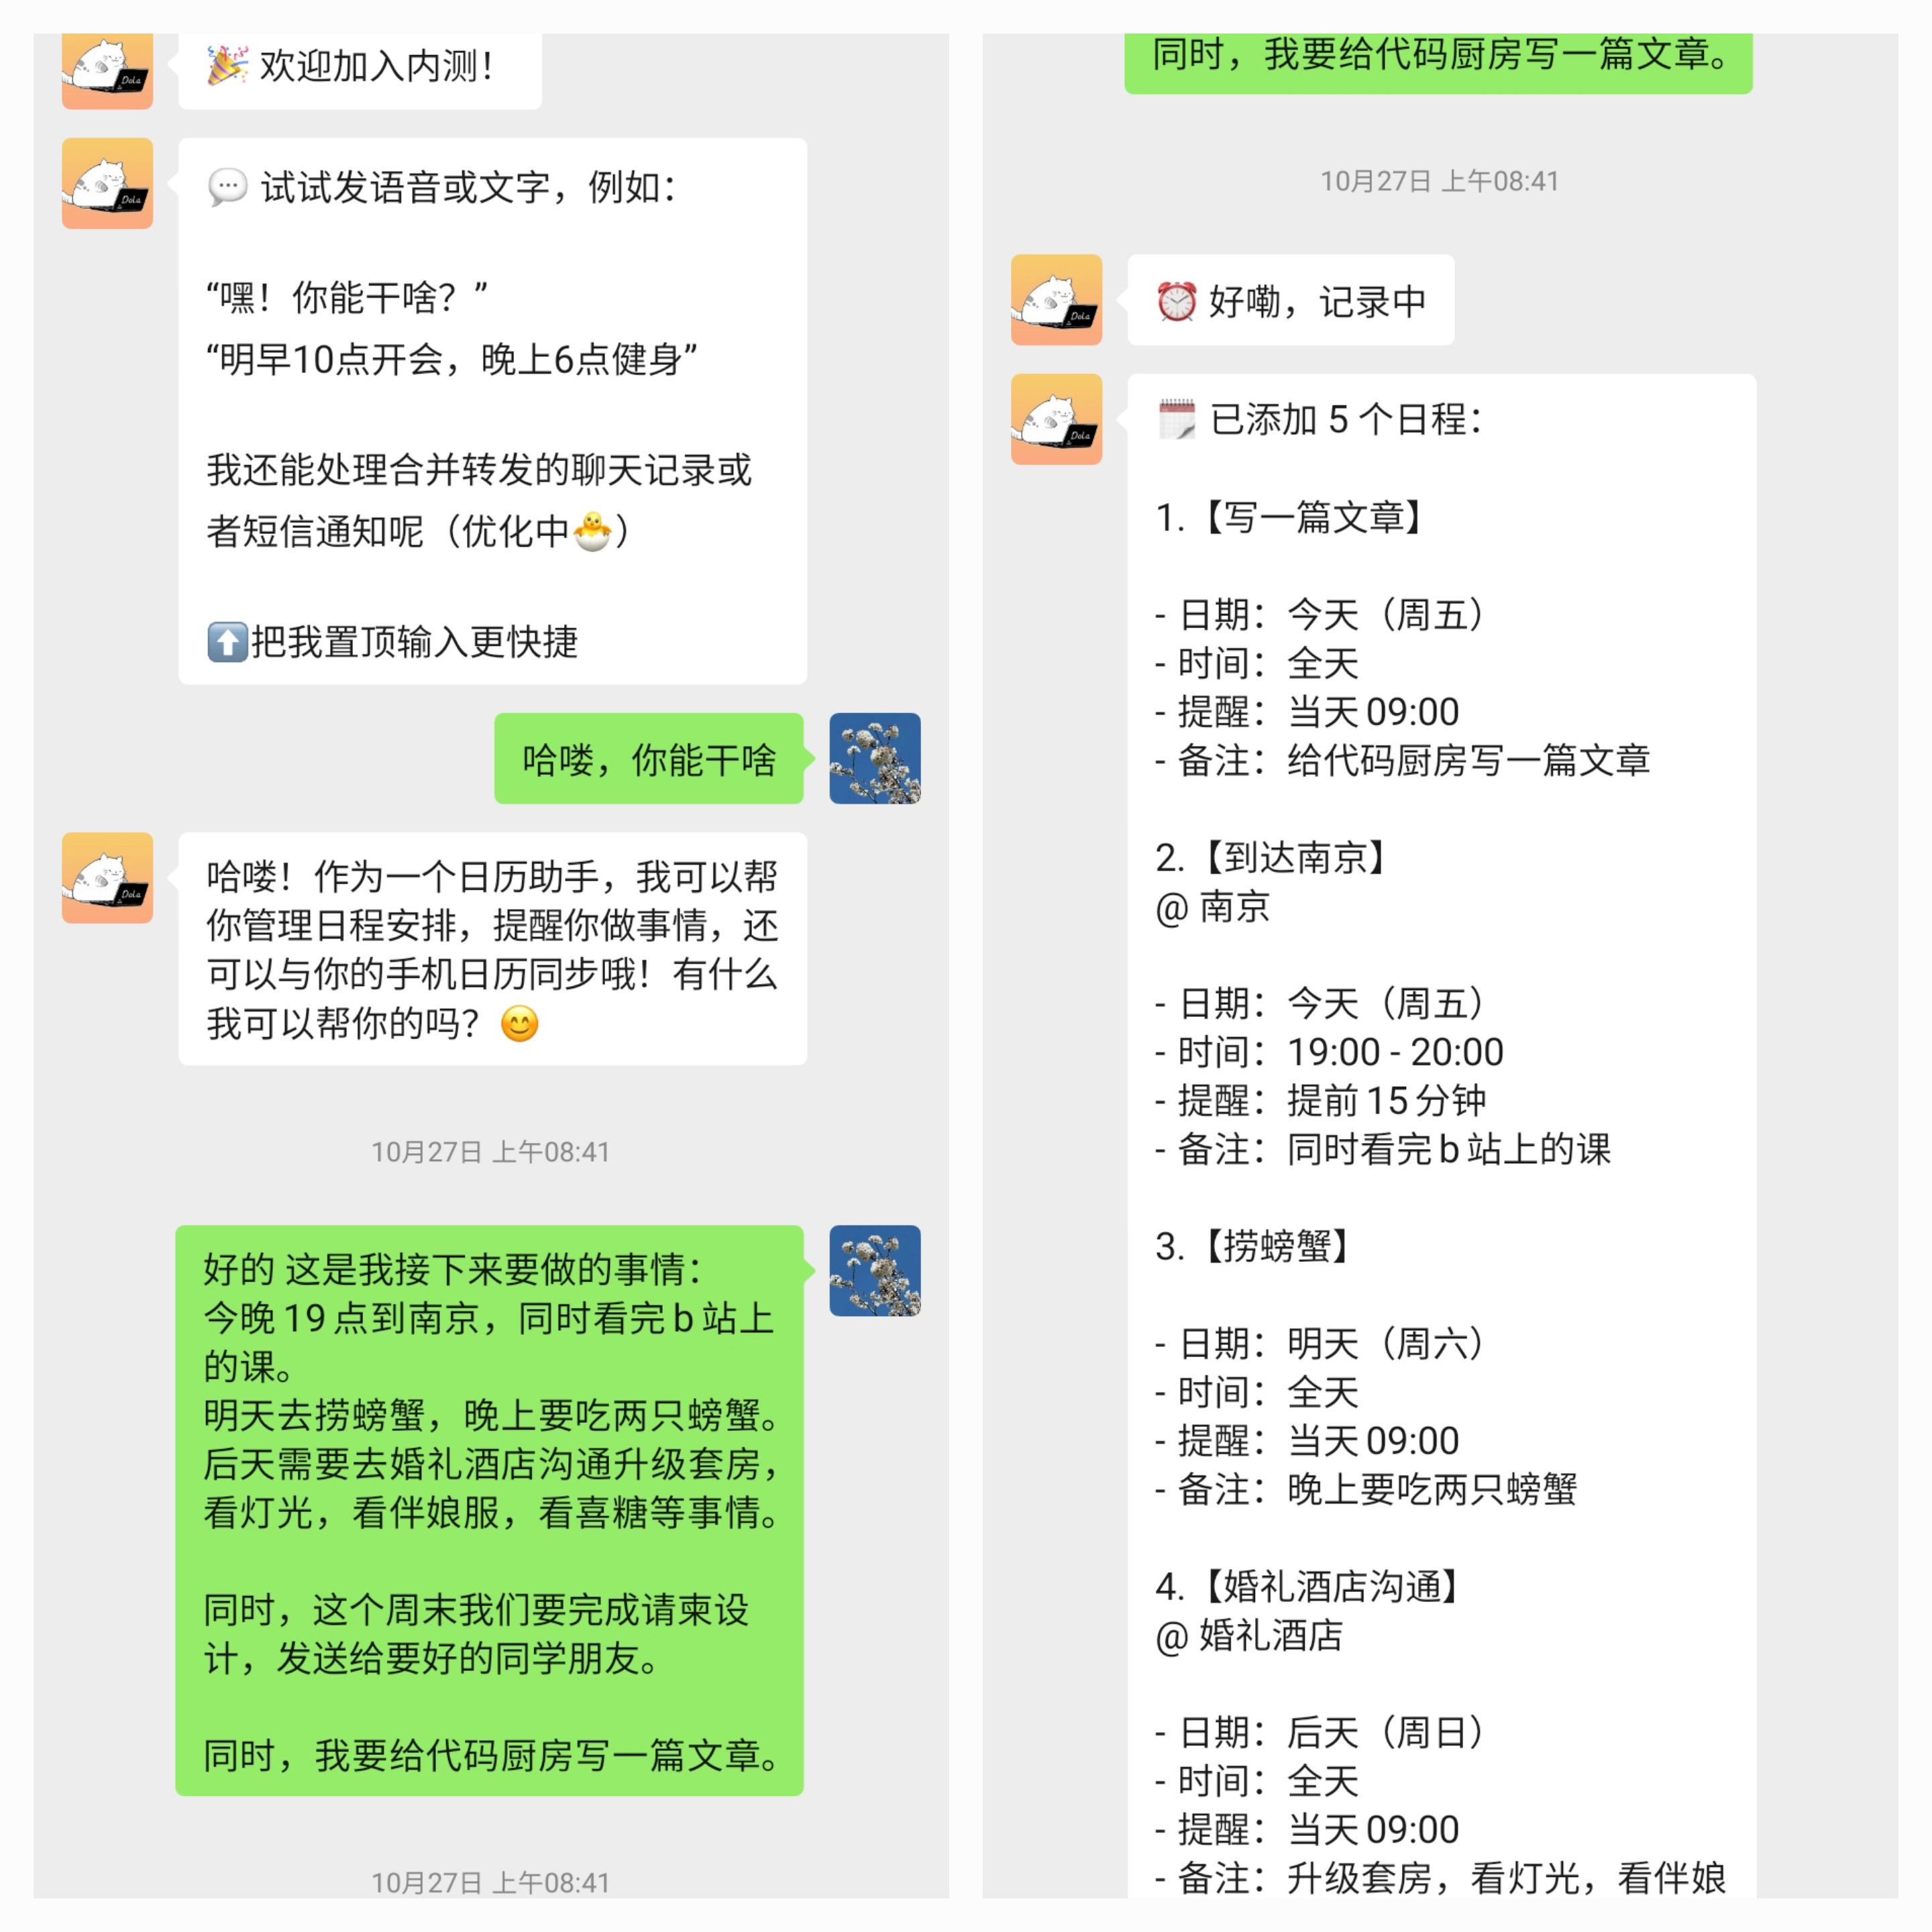 🎉 欢迎加入内测！
💬 试试发语音或文字，例如：
“嘿！你能干啥？”
“明早10点开会，晚上6点健身”
我还能处理合并转发的聊天记录或
者短信通知呢（优化中🐣）
⬆️把我置顶输入更快捷
哈喽，你能干啥
哈喽！作为一个日历助手，我可以帮
你管理日程安排，提醒你做事情，还
可以与你的手机日历同步哦！有什么
我可以帮你的吗？😊
10月27日 上午08:41
好的 这是我接下来要做的事情：
今晚19点到南京，同时看完b站上
的课。
明天去捞螃蟹，晚上要吃两只螃蟹。
后天需要去婚礼酒店沟通升级套房，
看灯光，看伴娘服，看喜糖等事情。
同时，这个周末我们要完成请柬设
计，发送给要好的同学朋友。
同时，我要给代码厨房写一篇文章。
10月27日 上午08:41
同时，我要给代码厨房写一篇文章。
10月27日 上午08:41
⏰ 好嘞，记录中
🗓️ 已添加 5 个日程：
1.【写一篇文章】
- 日期：今天（周五）
- 时间：全天
- 提醒：当天09:00
- 备注：给代码厨房写一篇文章
2.【到达南京】
@ 南京
- 日期：今天（周五）
- 时间：19:00 - 20:00
- 提醒：提前15分钟
- 备注：同时看完b站上的课
3.【捞螃蟹】
- 日期：明天（周六）
- 时间：全天
- 提醒：当天09:00
- 备注：晚上要吃两只螃蟹
4.【婚礼酒店沟通】
@ 婚礼酒店
- 日期：后天（周日）
- 时间：全天
- 提醒：当天09:00
- 备注：升级套房，看灯光，看伴娘
Dola
Dola
Dola
Dola
Dola